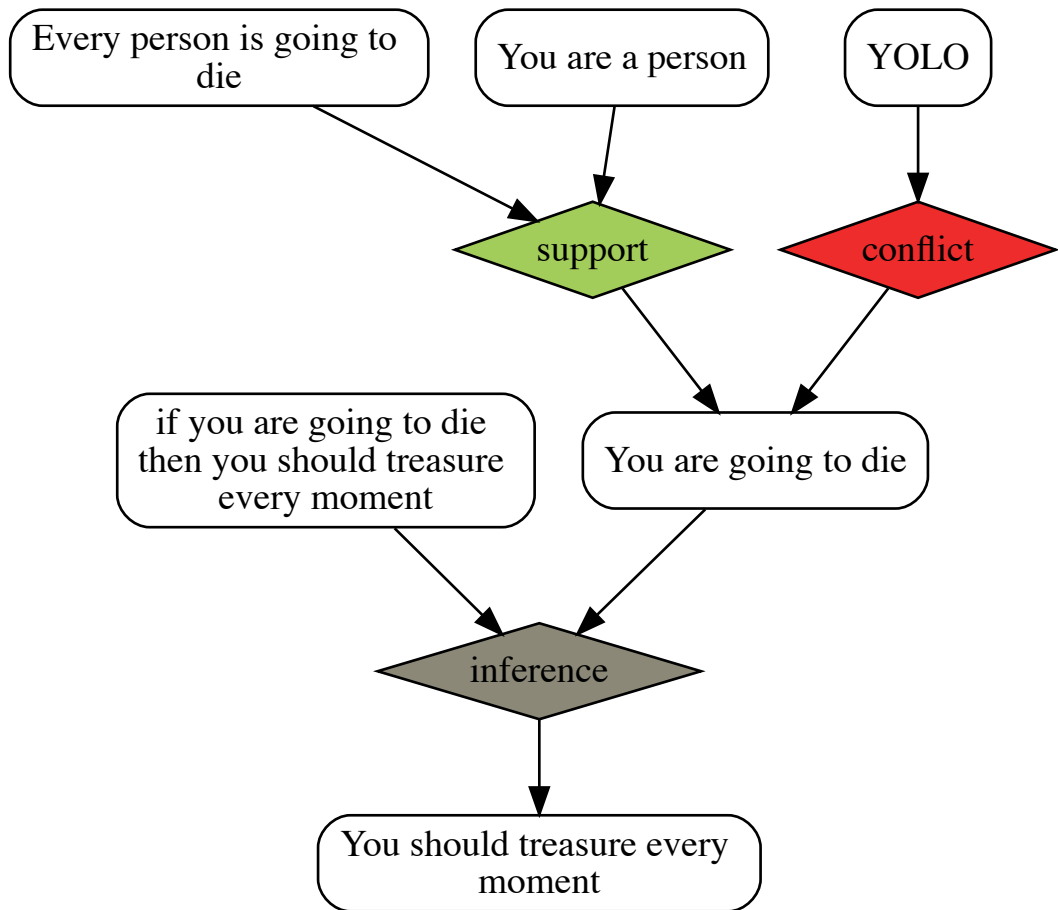 Every person is going to
die
You are a person
YOLO
support
conflict
if you are going to die
then you should treasure
every moment
You are going to die
inference
You should treasure every
moment